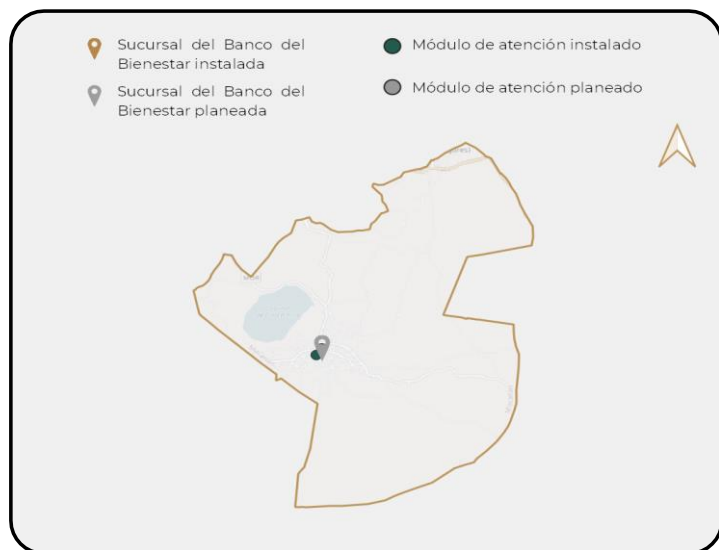 Sucursal del Banco del
Bienestar instalada
Sucursal del Banco del
Bienestar planeada
Módulo de atención instalado
Módulo de atención planeado